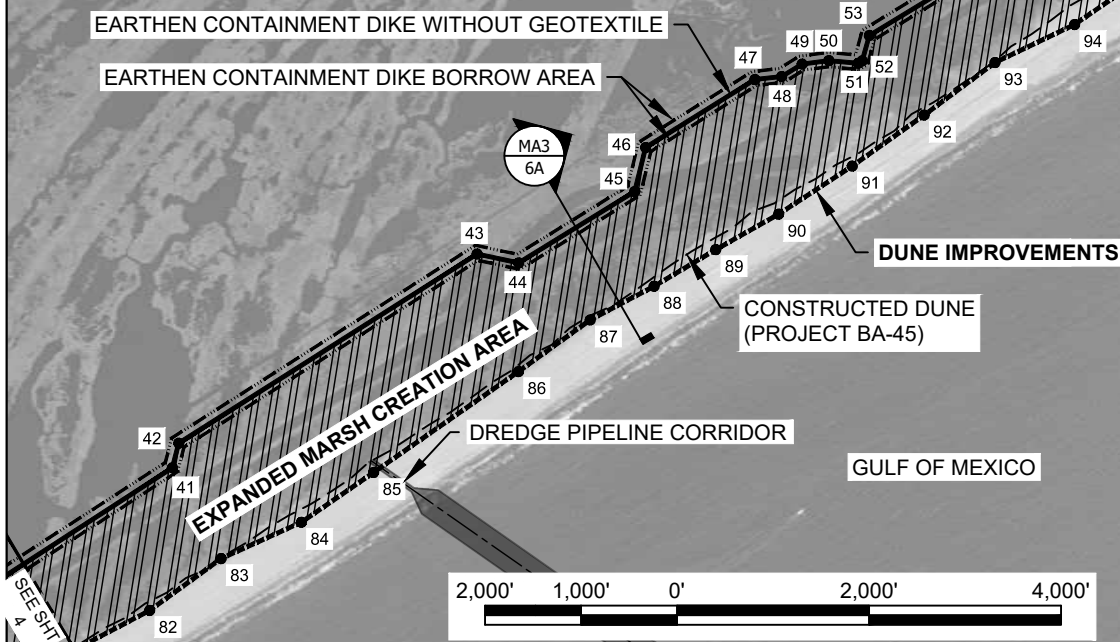 53
94
EARTHEN CONTAINMENT DIKE WITHOUT GEOTEXTILE
47
49
50
52
51
93
48
EARTHEN CONTAINMENT DIKE BORROW AREA
92
46
MA3
6A
45
91
90
43
44
89
DUNE IMPROVEMENTS
88
CONSTRUCTED DUNE
(PROJECT BA-45)
87
86
EXPANDED MARSH CREATION AREA
42
DREDGE PIPELINE CORRIDOR
41
GULF OF MEXICO
85
84
83
82
SEE SHT
4
2,000' 1,000' 0' 2,000' 4,000'